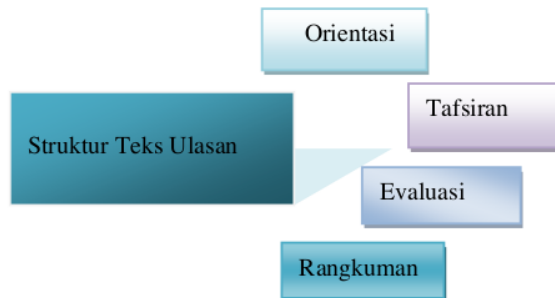 Orientasi
Tafsiran
Struktur Teks Ulasan
Evaluasi
Rangkuman